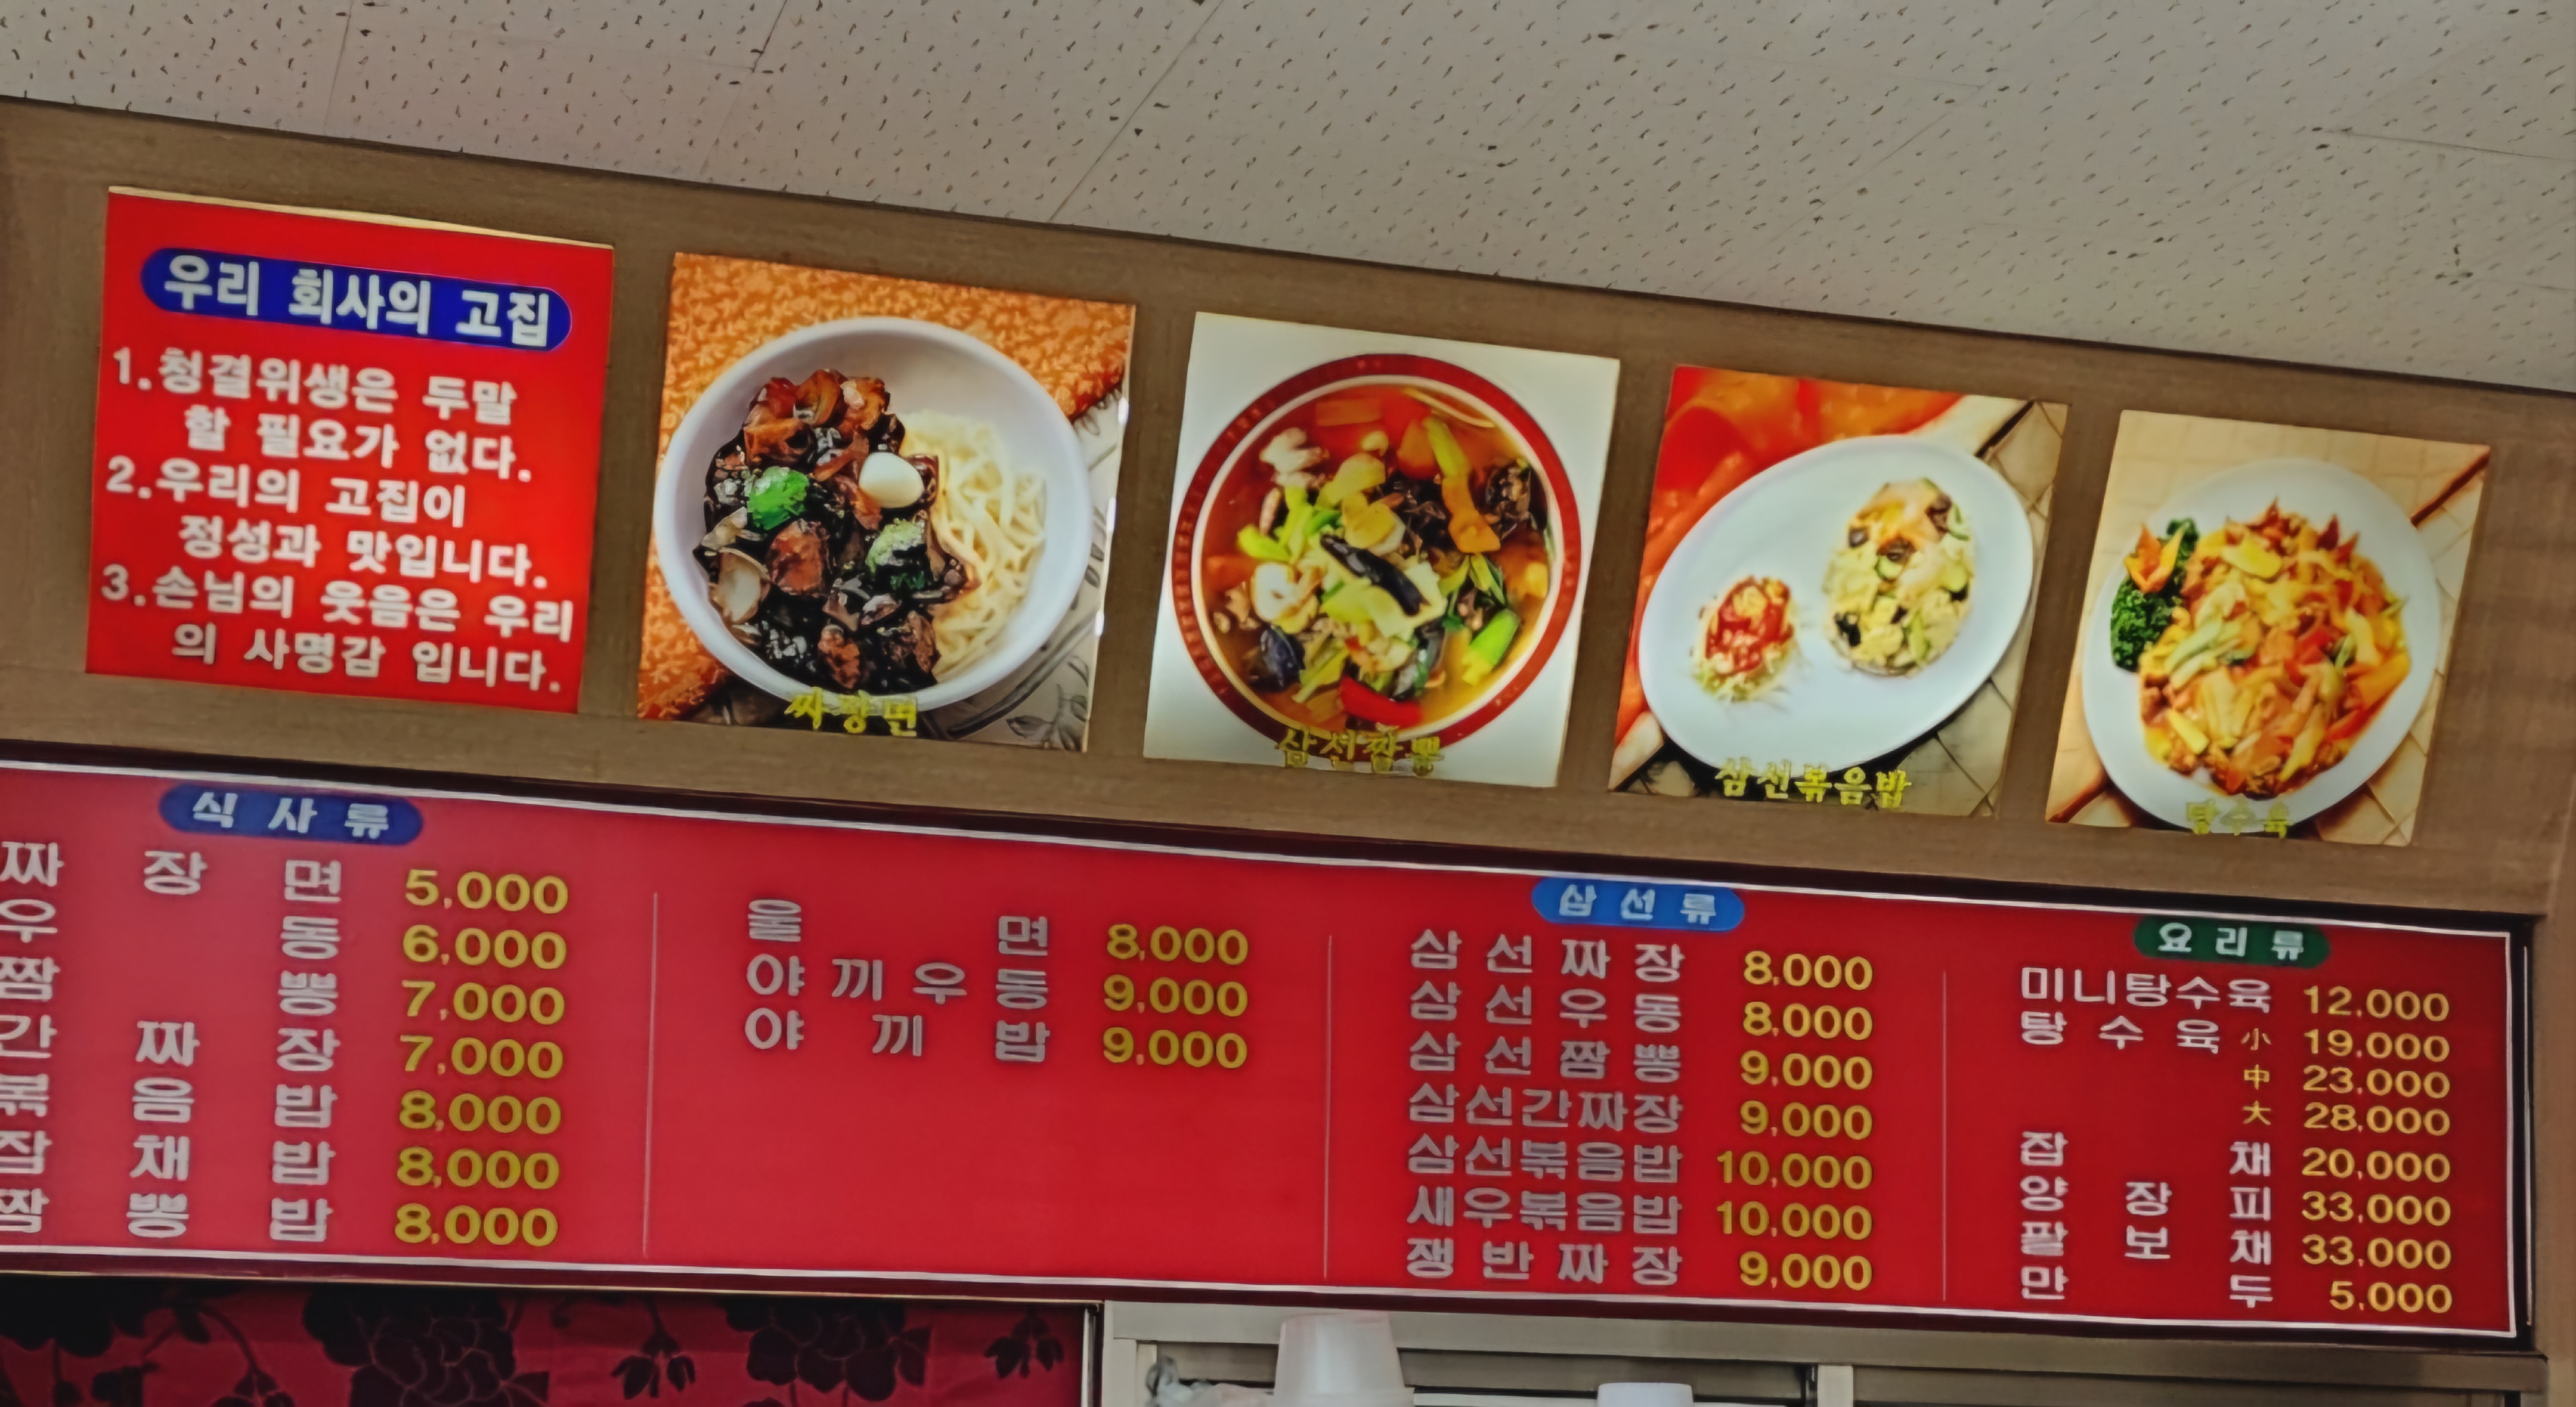 우리 회사의 고집
1.청결위생은 두말
할 필요가 없다.
2.우리의 고집이
정성과 맛입니다.
3.손님의 웃음은 우리
의 사명감 입니다.
짜장면
삼선짬뽕
삼선볶음밥
탕수육
식사류
짜장면 5,000
우동 6,000
짬뽕 7,000
간짜장 7,000
볶음밥 8,000
잡채밥 8,000
짬뽕밥 8,000
울면 8,000
야끼우동 9,000
야끼밥 9,000
삼선류
삼선짜장 8,000
삼선우동 8,000
삼선짬뽕 9,000
삼선간짜장 9,000
삼선볶음밥 10,000
새우볶음밥 10,000
쟁반짜장 9,000
요리류
미니탕수육 12,000
탕수육 小 19,000
中 23,000
大 28,000
잡채 20,000
양장피 33,000
팔보채 33,000
만두 5,000